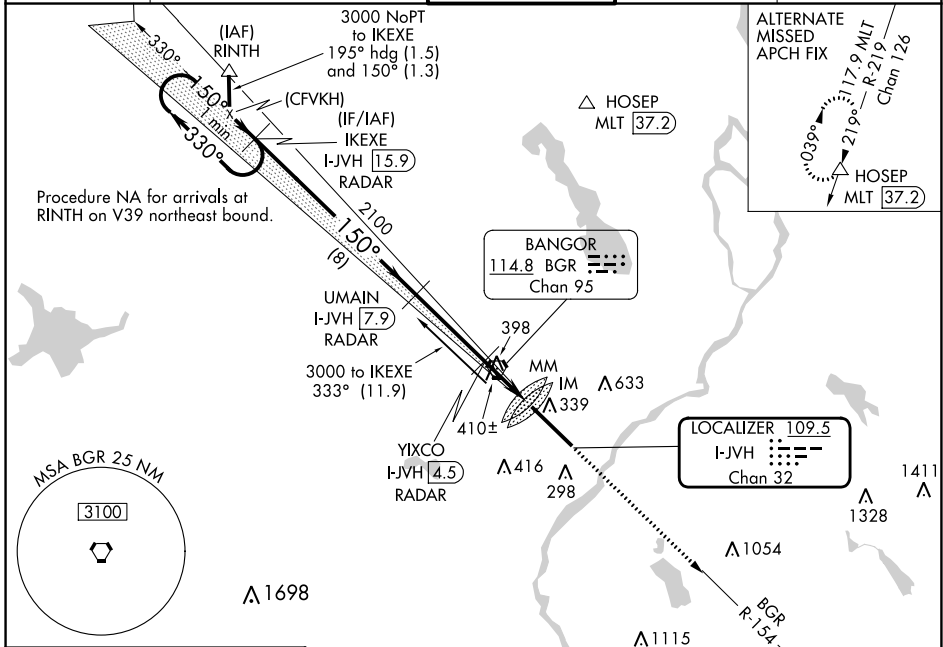 330°
(IAF)
RINTH
3000 NoPT
to IKEXE
195° hdg (1.5)
and 150° (1.3)
150°
1 min
330°
(CFVKH)
(IF/IAF)
IKEXE
I-JVH 15.9
RADAR
Procedure NA for arrivals at
RINTH on V39 northeast bound.
HOSEP
MLT 37.2
ALTERNATE
MISSED
APCH FIX
117.9 MLT
Chan 126
R-219
219°
039°
HOSEP
MLT 37.2
2100
150°
(8)
BANGOR
114.8 BGR
Chan 95
UMAIN
I-JVH 7.9
RADAR
398
3000 to IKEXE
333° (11.9)
MM
IM
633
339
410±
YIXCO
I-JVH 4.5
RADAR
416
298
LOCALIZER 109.5
I-JVH
Chan 32
1411
1328
MSA BGR 25 NM
3100
1054
1698
BGR
R-154
1115